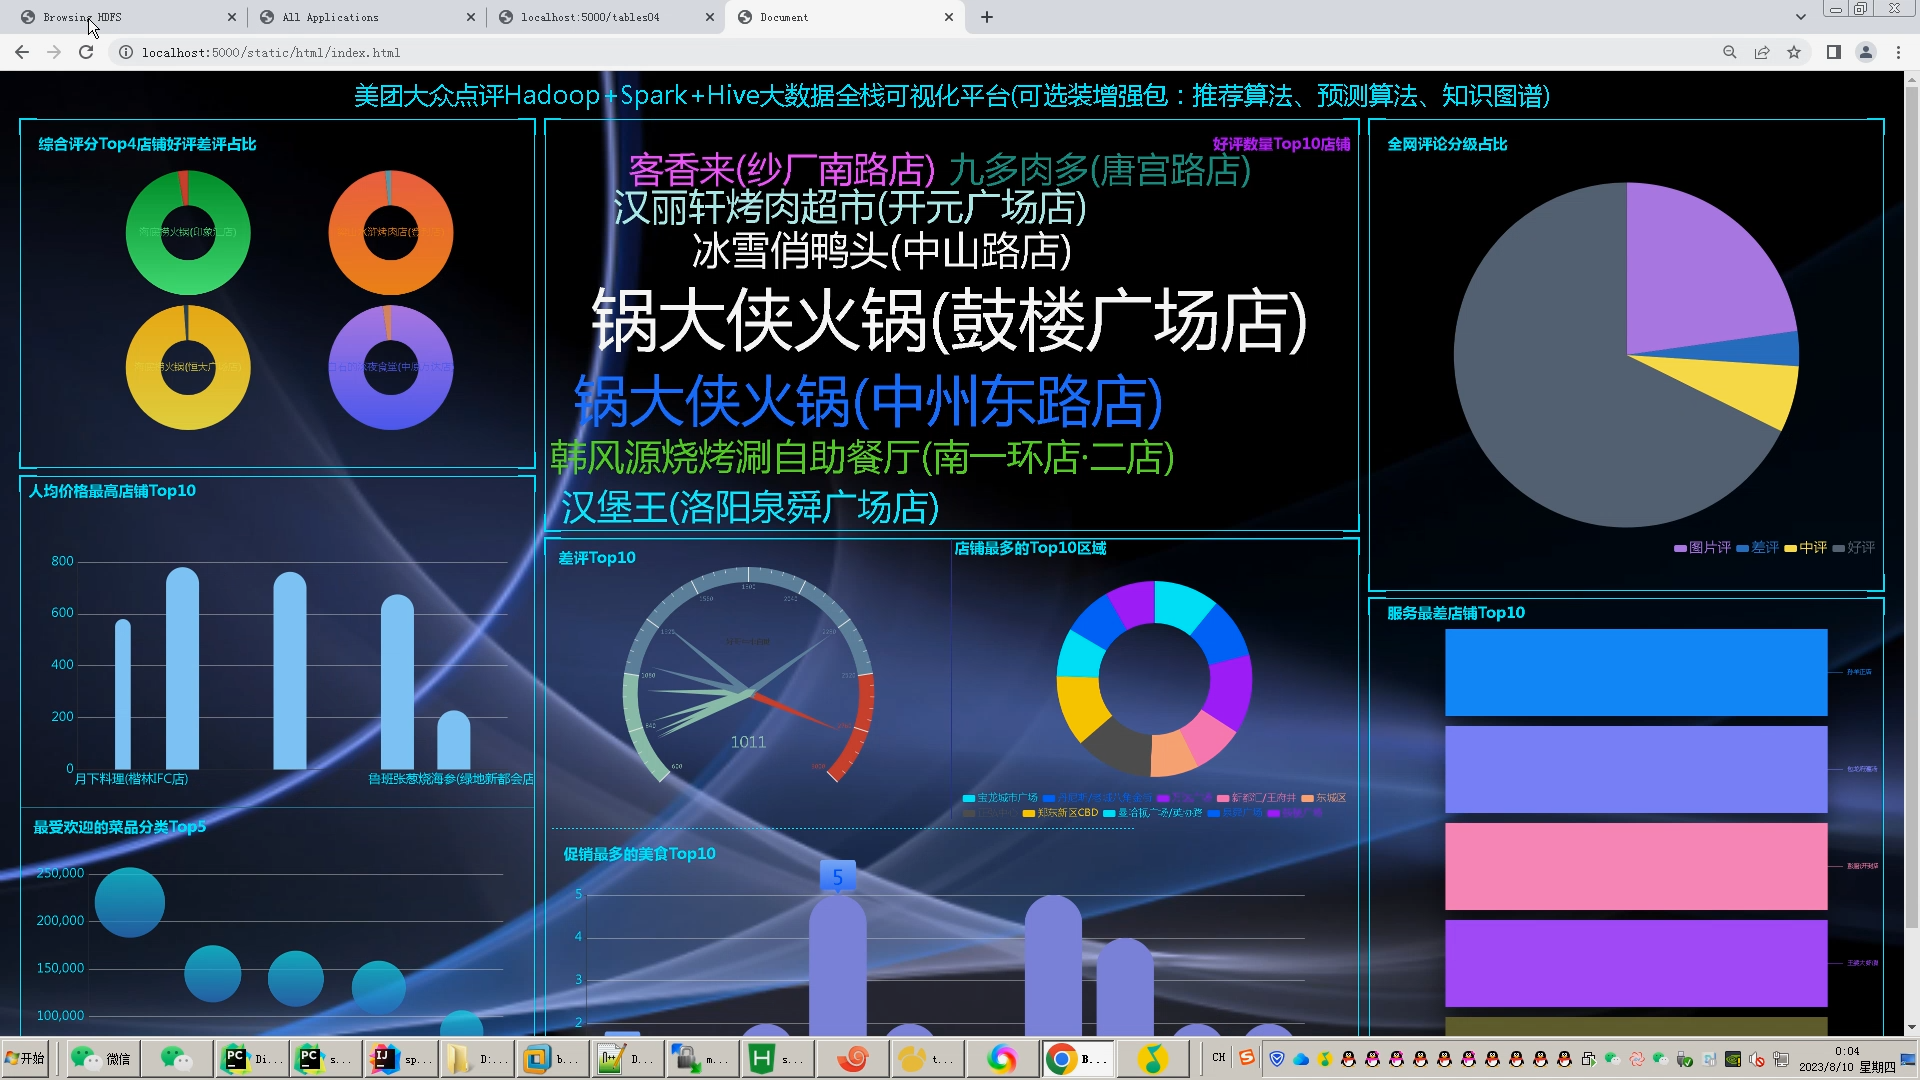 Browsing HDFS
All Applications
localhost:5000/tables04
Document
localhost:5000/static/html/index.html
美团大众点评Hadoop+Spark+Hive大数据全栈可视化平台(可选装增强包：推荐算法、预测算法、知识图谱)
综合评分Top4店铺好评差评占比
好评数量Top10店铺
客香来(纱厂南路店) 九多肉多(唐宫路店)
汉丽轩烤肉超市(开元广场店)
冰雪俏鸭头(中山路店)
锅大侠火锅(鼓楼广场店)
锅大侠火锅(中州东路店)
韩风源烧烤涮自助餐厅(南一环店·二店)
汉堡王(洛阳泉舜广场店)
全网评论分级占比
图片评 差评 中评 好评
人均价格最高店铺Top10
800
600
400
200
0
月下料理(楷林IFC店)
鲁班张葱烧海参(绿地新都会店
差评Top10
1011
店铺最多的Top10区域
宝龙城市广场
新都汇/王府井 东城区
郑东新区CBD
服务最差店铺Top10
最受欢迎的菜品分类Top5
250,000
200,000
150,000
100,000
促销最多的美食Top10
5
5
4
3
2
开始
微信
Di...
s...
sp...
D:...
b...
D...
m...
s...
t...
B...
CH
0:04
2023/8/10 星期四